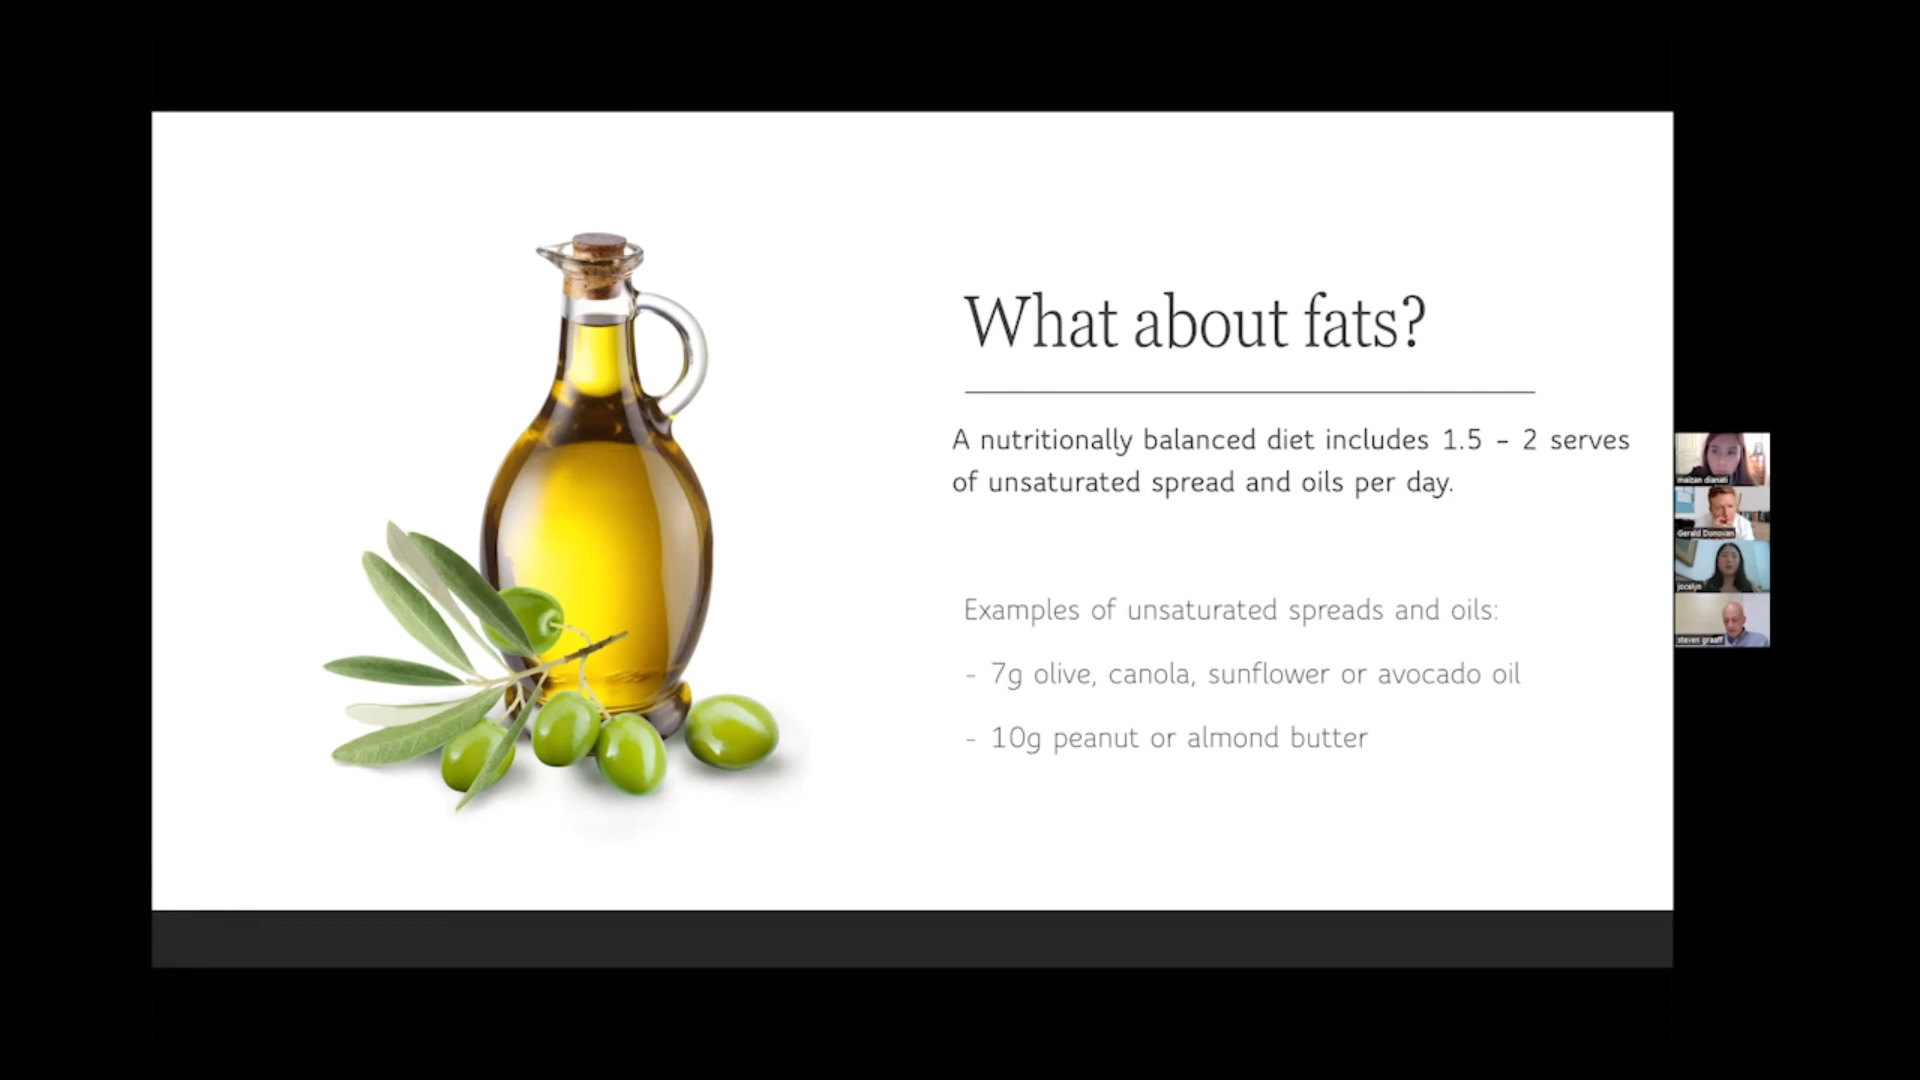 What about fats?
A nutritionally balanced diet includes 1.5 – 2 serves
of unsaturated spread and oils per day.
Examples of unsaturated spreads and oils:
- 7g olive, canola, sunflower or avocado oil
- 10g peanut or almond butter
maizan dianati
Gerald Donovan
jocelyn
steven graaff